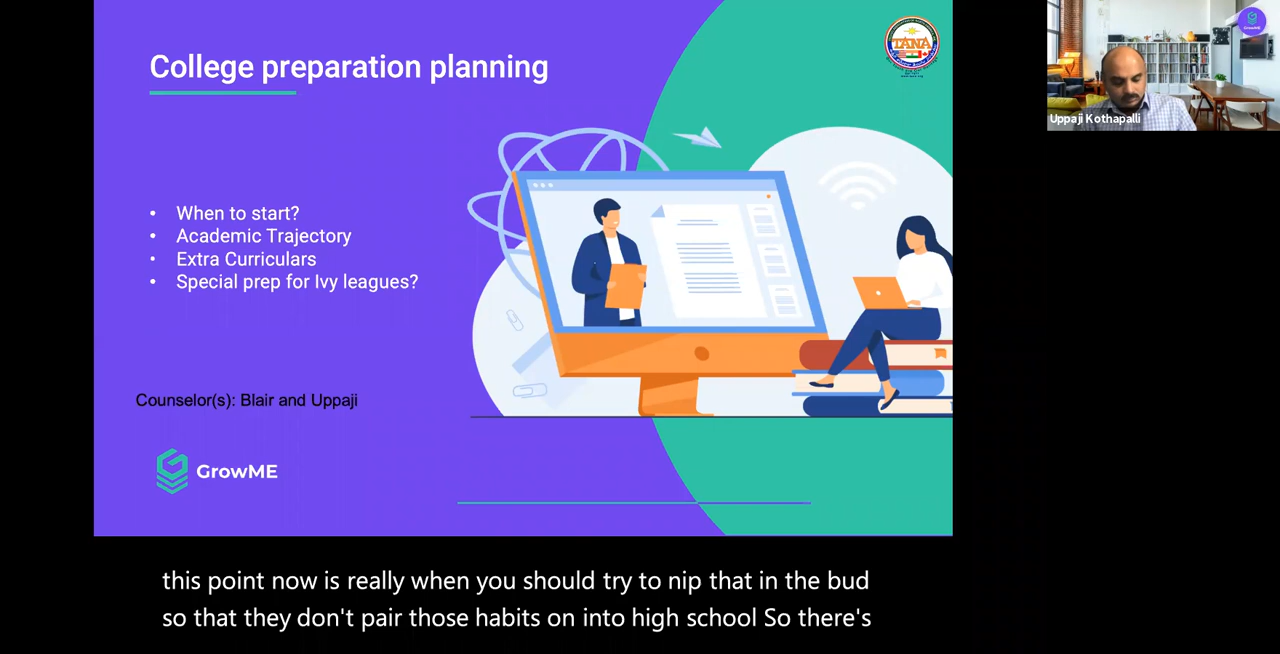 College preparation planning
TANA
GrowME
Uppaji Kothapalli
• When to start?
• Academic Trajectory
• Extra Curriculars
• Special prep for Ivy leagues?
Counselor(s): Blair and Uppaji
GrowME
this point now is really when you should try to nip that in the bud
so that they don't pair those habits on into high school So there's